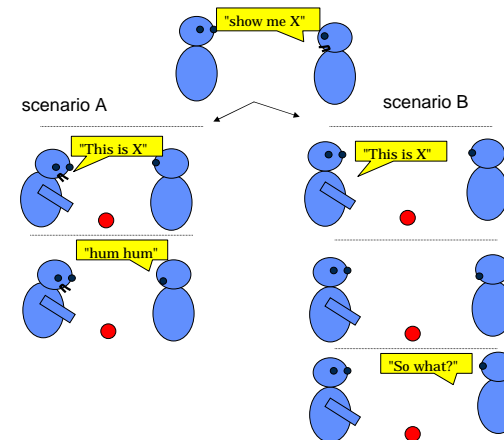 "show me X"
scenario A
scenario B
"This is X"
"This is X"
"hum hum"
"So what?"